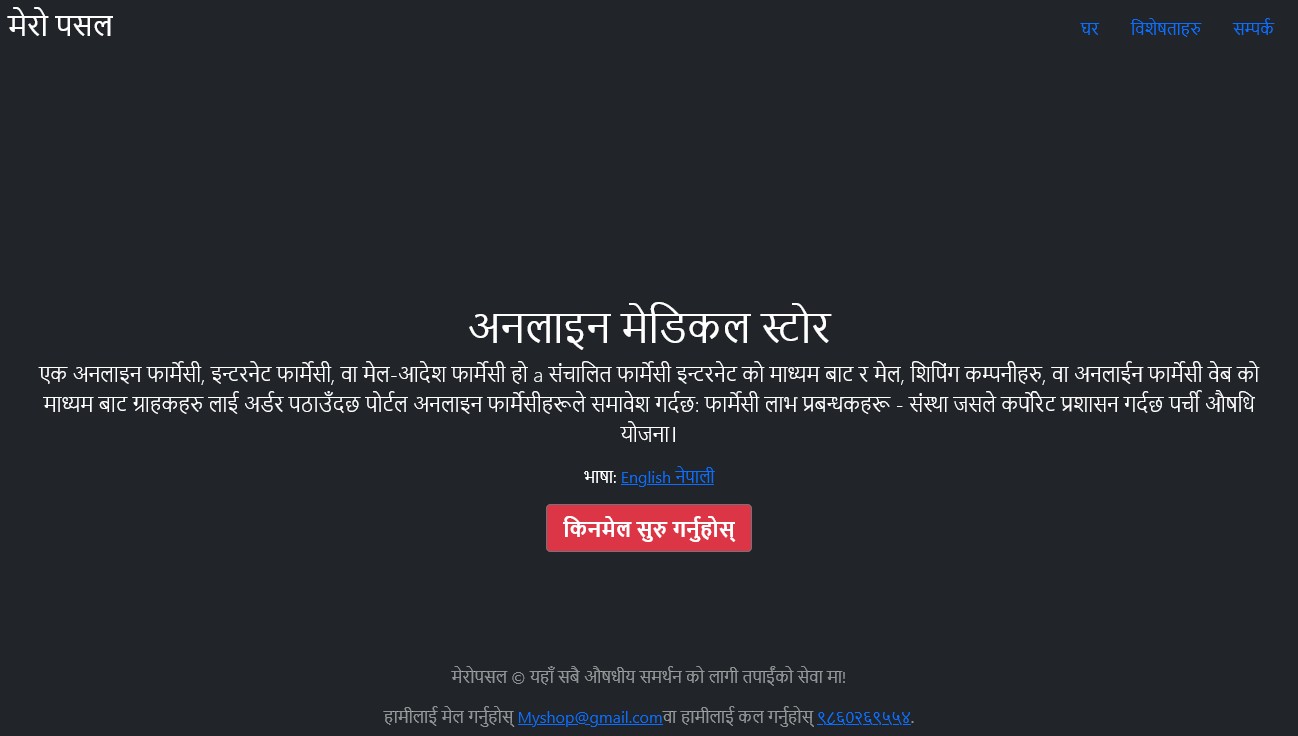 मेरो पसल
घर विशेषताहरु सम्पर्क
अनलाइन मेडिकल स्टोर
एक अनलाइन फार्मेसी, इन्टरनेट फार्मेसी, वा मेल-आदेश फार्मेसी हो a संचालित फार्मेसी इन्टरनेट को माध्यम बाट र मेल, शिपिंग कम्पनीहरु, वा अनलाईन फार्मेसी वेब को
माध्यम बाट ग्राहकहरु लाई अर्डर पठाउँदछ पोर्टल अनलाइन फार्मेसीहरूले समावेश गर्दछ: फार्मेसी लाभ प्रबन्धकहरू - संस्था जसले कर्पोरेट प्रशासन गर्दछ पर्ची औषधि
योजना।
भाषा: English नेपाली
किनमेल सुरु गर्नुहोस्
मेरोपसल © यहाँ सबै औषधीय समर्थन को लागी तपाईंको सेवा मा!
हामीलाई मेल गर्नुहोस् Myshop@gmail.comवा हामीलाई कल गर्नुहोस् ९८६०२६९५५४.